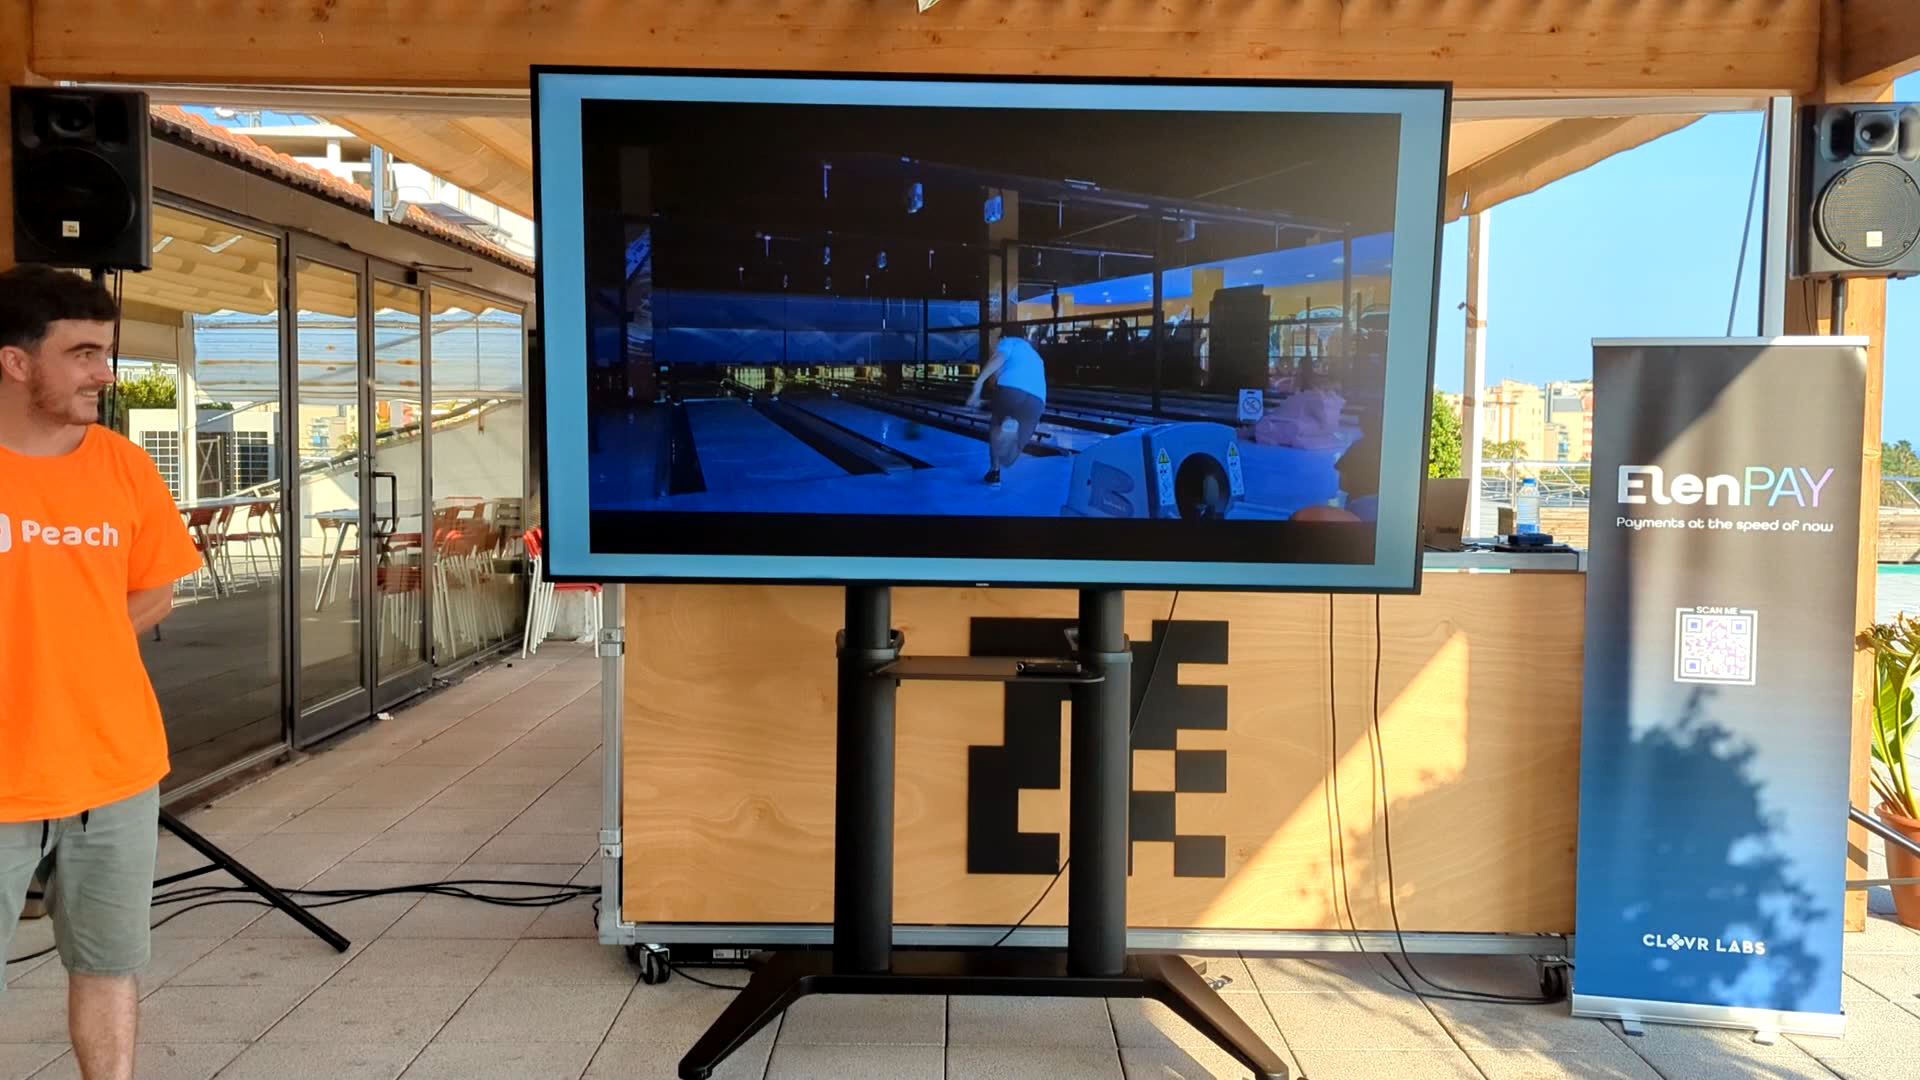 Peach
ElenPAY
Payments at the speed of now
SCAN ME
CLOVR LABS